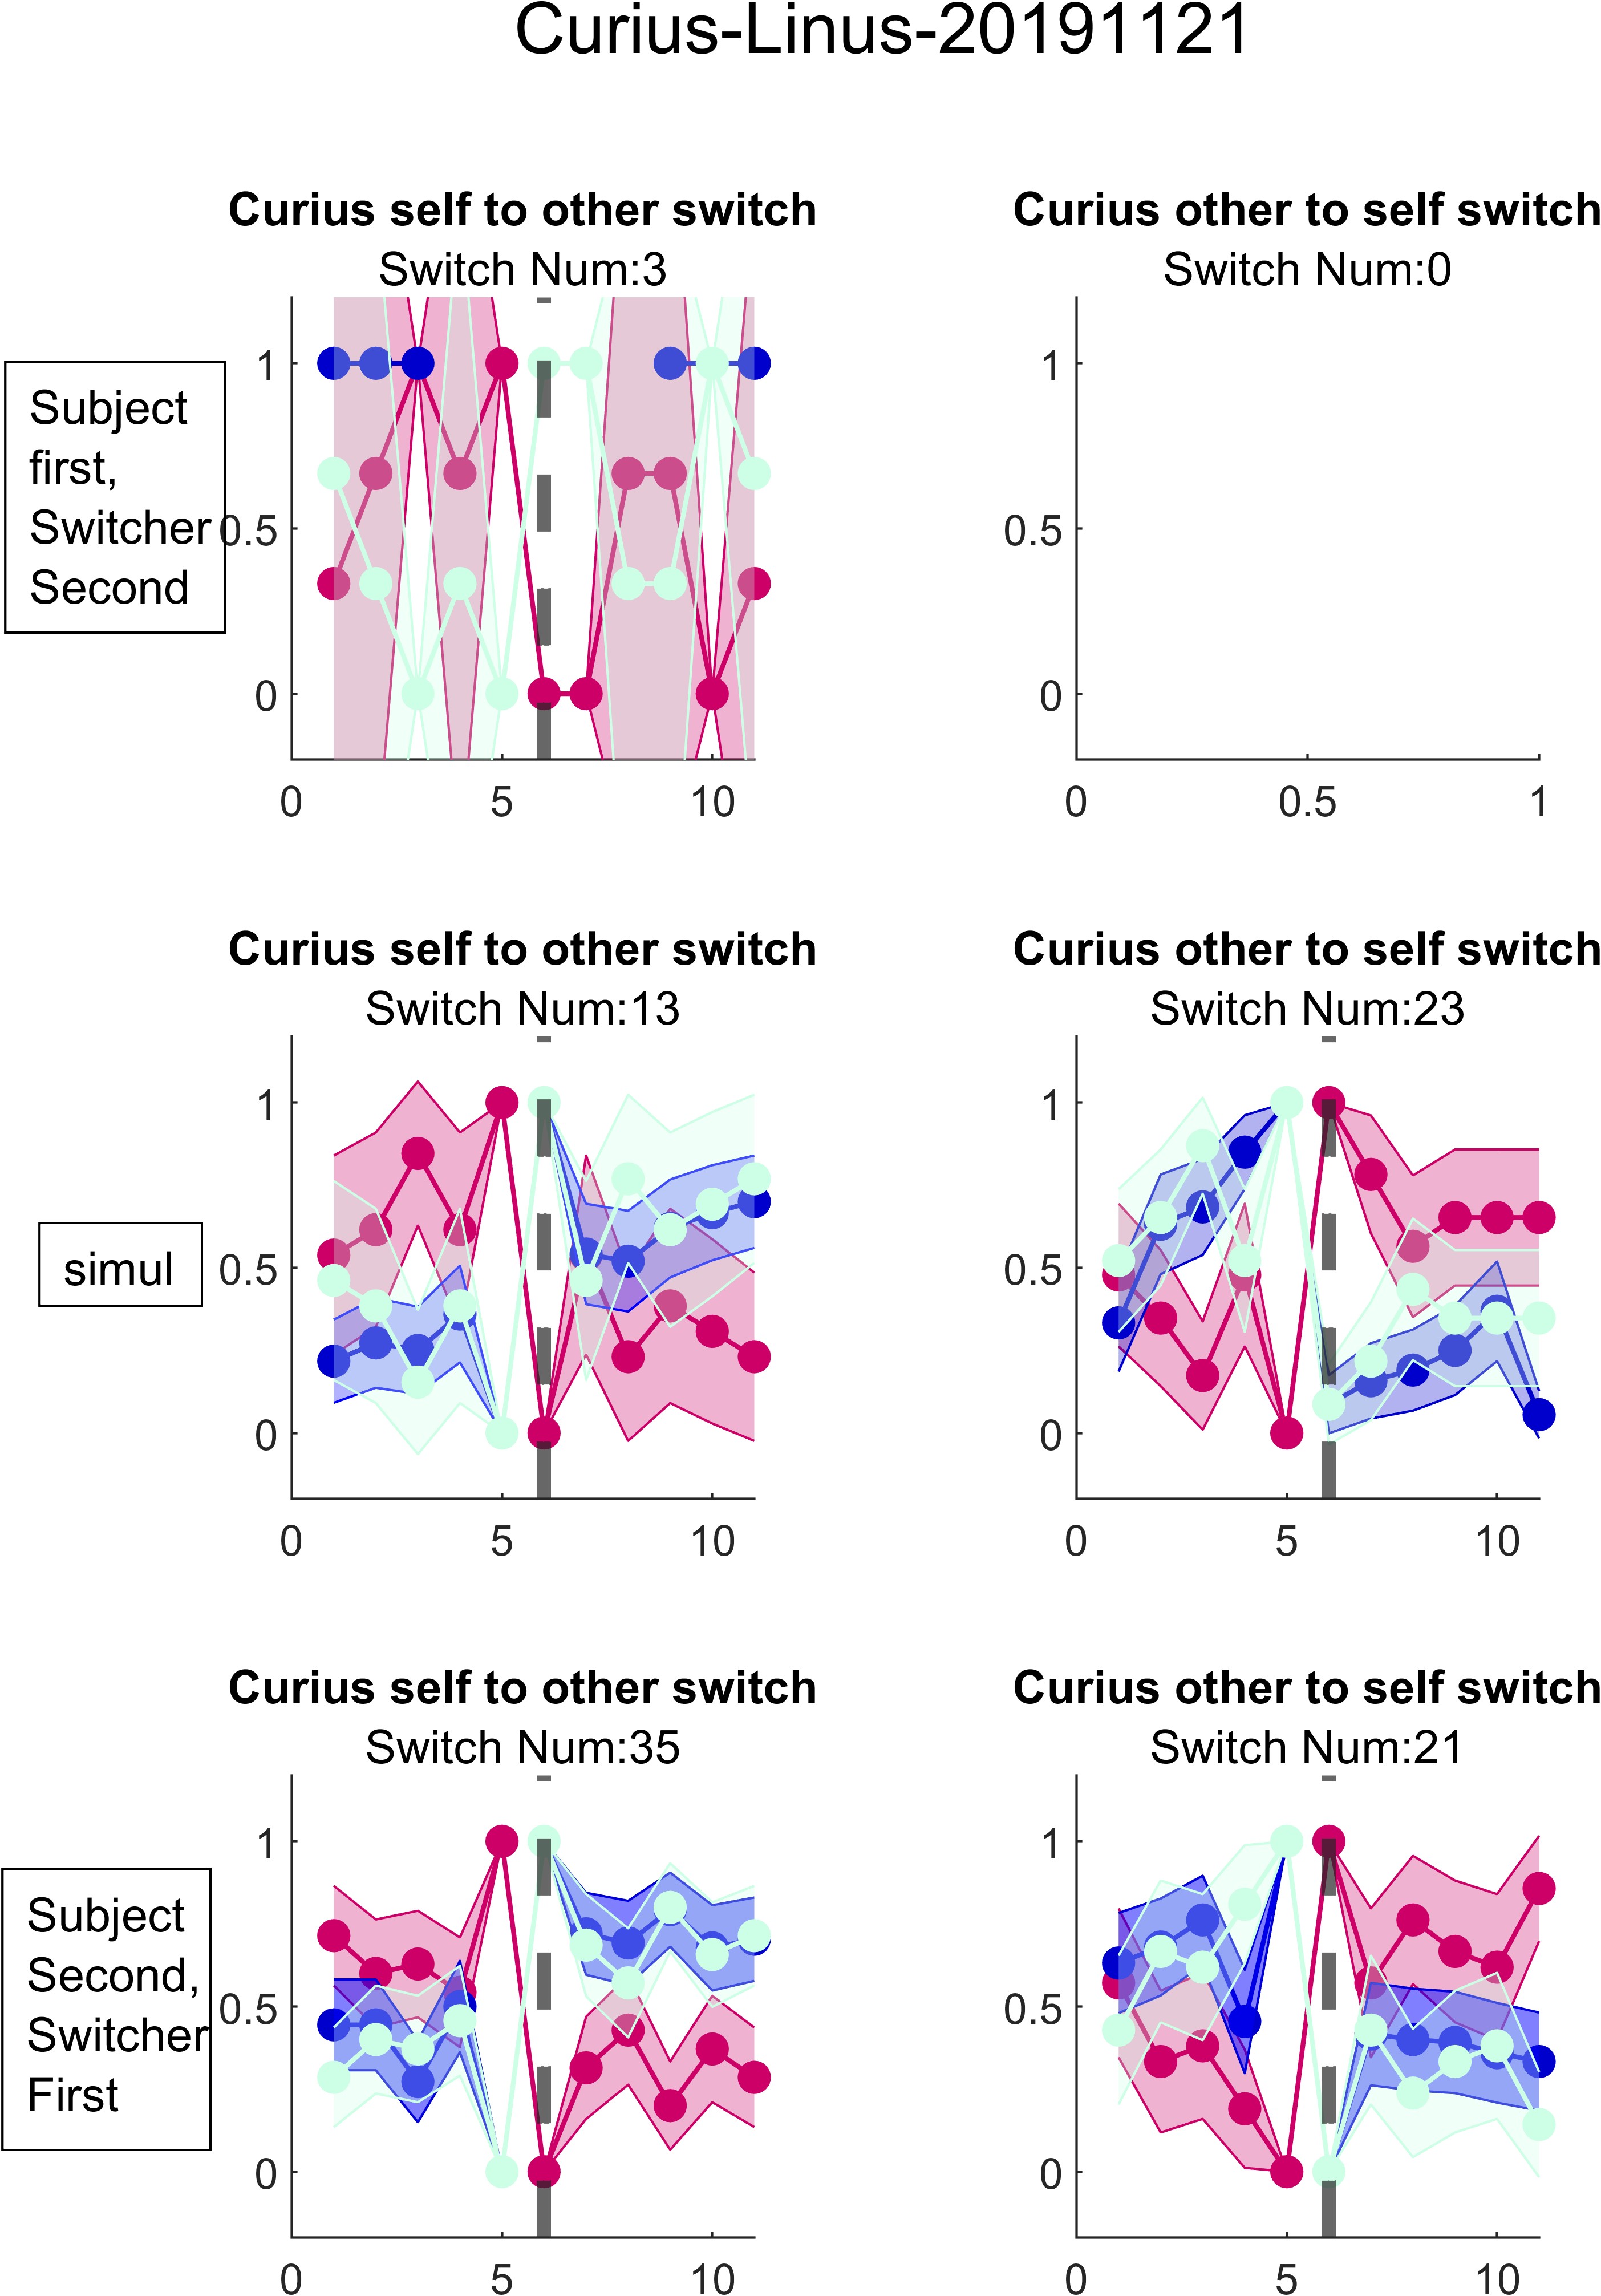 Curius-Linus-20191121
Curius self to other switch
Switch Num:3
Curius other to self switch
Switch Num:0
Subject
first,
Switcher
Second
1
0.5
0
0
5
10
1
0.5
0
0
0.5
1
Curius self to other switch
Switch Num:13
Curius other to self switch
Switch Num:23
simul
1
0.5
0
0
5
10
1
0.5
0
0
5
10
Curius self to other switch
Switch Num:35
Curius other to self switch
Switch Num:21
Subject
Second,
Switcher
First
1
0.5
0
0
5
10
1
0.5
0
0
5
10